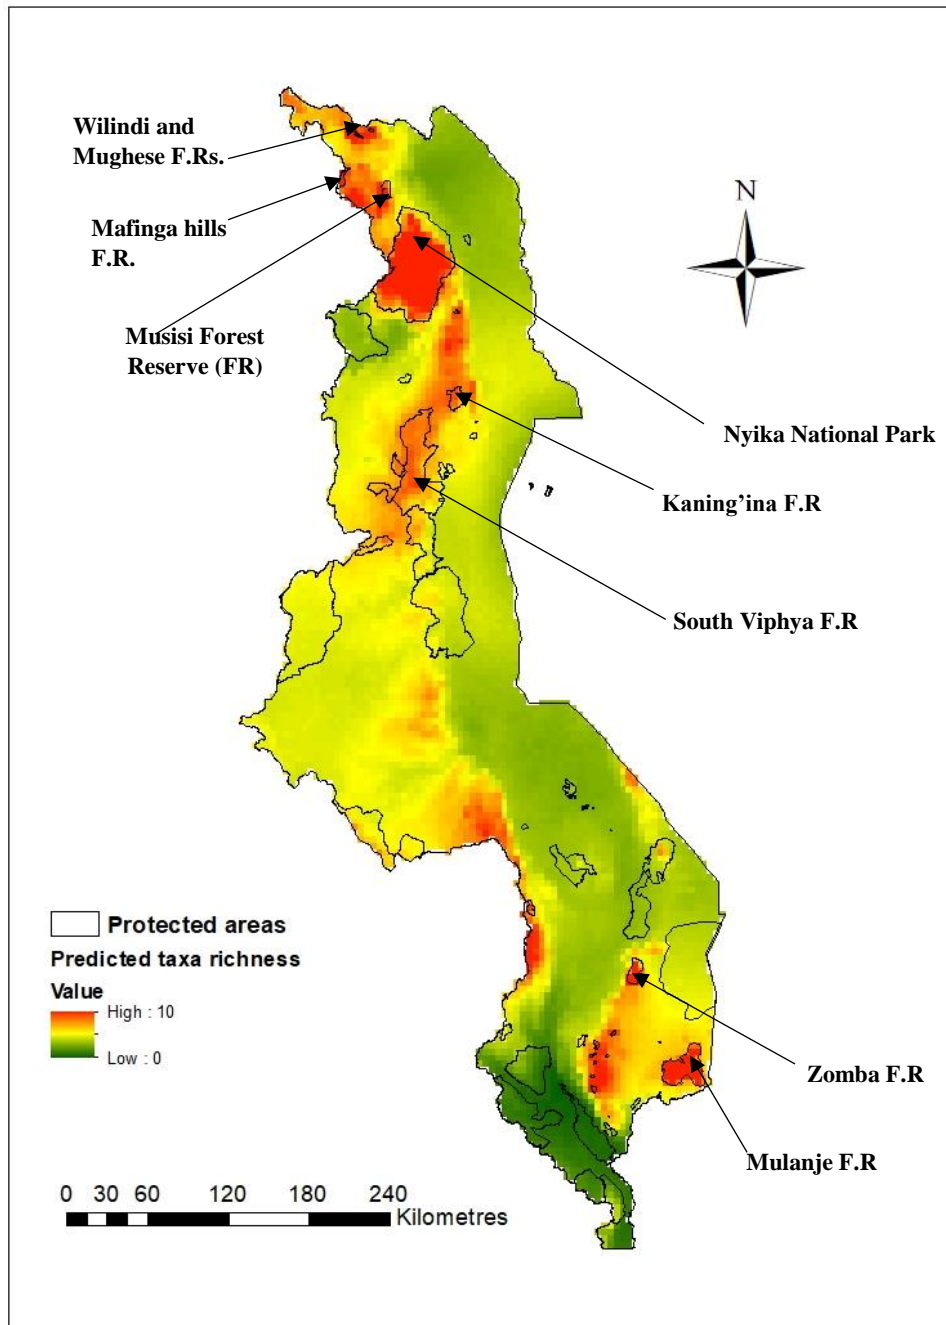 Wilindi and
Mughese F.Rs.
N
Mafinga hills
F.R.
Musisi Forest
Reserve (FR)
Nyika National Park
Kaning’ina F.R
South Viphya F.R
Protected areas
Predicted taxa richness
Value
High : 10
Low : 0
Zomba F.R
Mulanje F.R
0 30 60 120 180 240
Kilometres